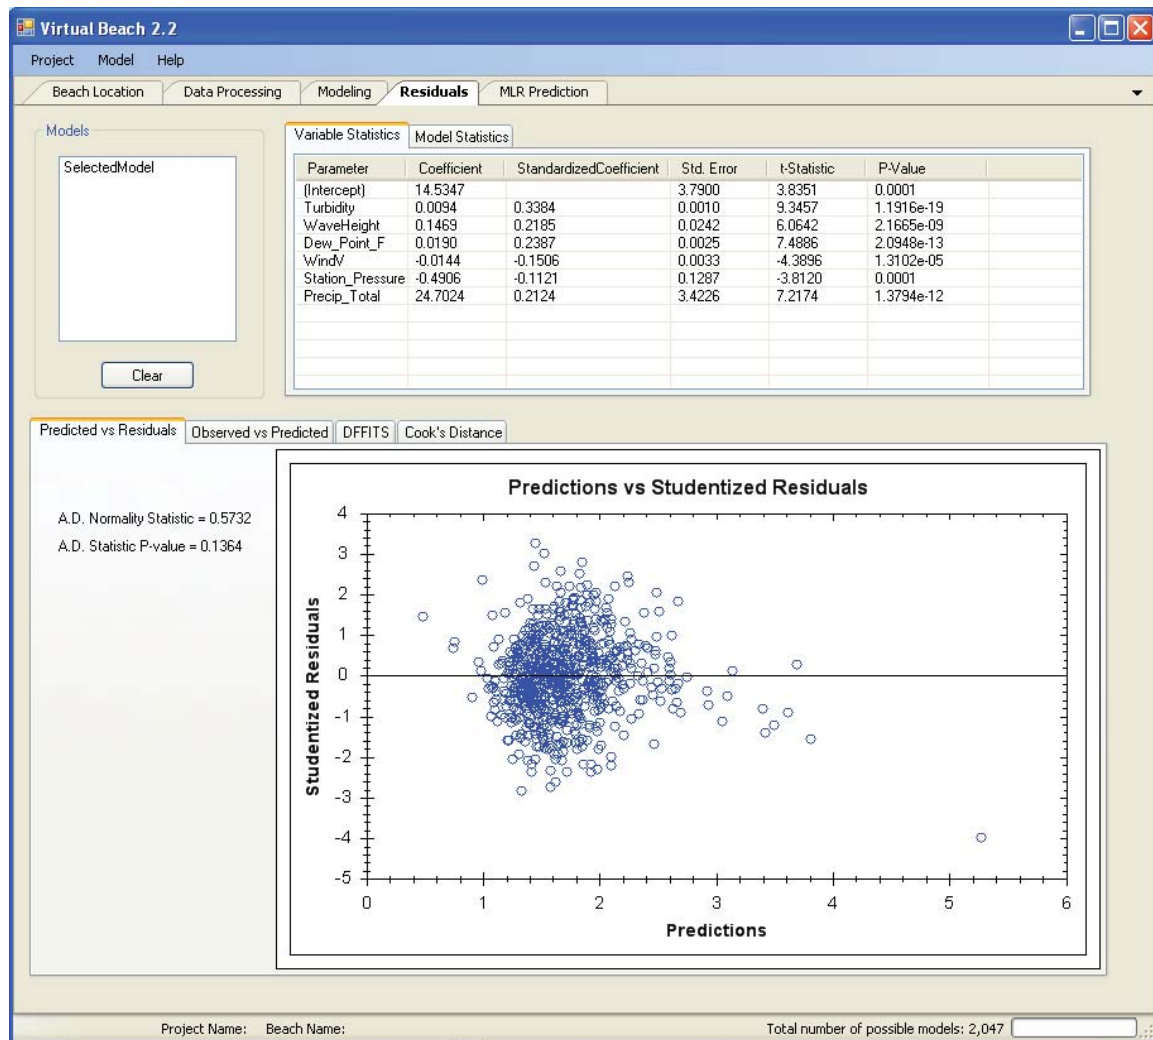 Virtual Beach 2.2
Project Model Help
Beach Location Data Processing Modeling Residuals MLR Prediction
Models
SelectedModel
Clear
Variable Statistics Model Statistics
Parameter Coefficient StandardizedCoefficient Std. Error t-Statistic P-Value
(Intercept) 14.5347 3.7900 3.8351 0.0001
Turbidity 0.0094 0.3384 0.0010 9.3457 1.1916e-19
WaveHeight 0.1469 0.2185 0.0242 6.0642 2.1665e-09
Dew_Point_F 0.0190 0.2387 0.0025 7.4886 2.0948e-13
WindV -0.0144 -0.1506 0.0033 -4.3896 1.3102e-05
Station_Pressure -0.4906 -0.1121 0.1287 -3.8120 0.0001
Precip_Total 24.7024 0.2124 3.4226 7.2174 1.3794e-12
Predicted vs Residuals Observed vs Predicted DFFITS Cook's Distance
A.D. Normality Statistic = 0.5732
A.D. Statistic P-value = 0.1364
Predictions vs Studentized Residuals
Studentized Residuals
4
3
2
1
0
-1
-2
-3
-4
-5
0 1 2 3 4 5 6
Predictions
Project Name: Beach Name: Total number of possible models: 2,047